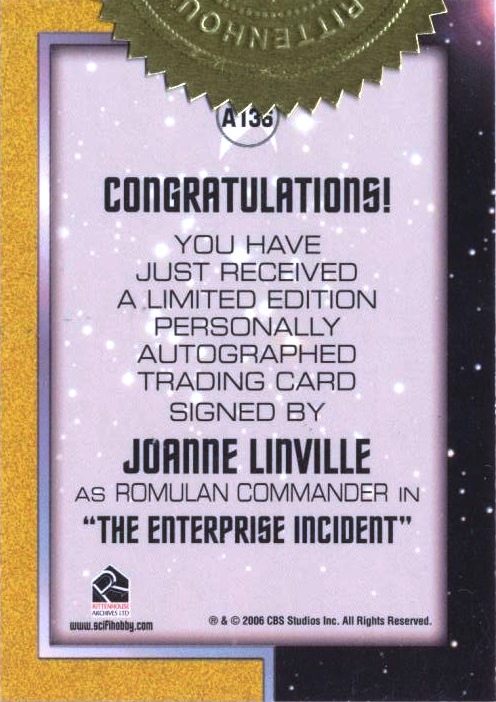 RITTENHOU
A136
CONGRATULATIONS!
YOU HAVE
JUST RECEIVED
A LIMITED EDITION
PERSONALLY
AUTOGRAPHED
TRADING CARD
SIGNED BY
JOANNE LINVILLE
AS ROMULAN COMMANDER IN
"THE ENTERPRISE INCIDENT"
RITTENHOUSE
ARCHIVES LTD
www.scifihobby.com
® & © 2006 CBS Studios Inc. All Rights Reserved.